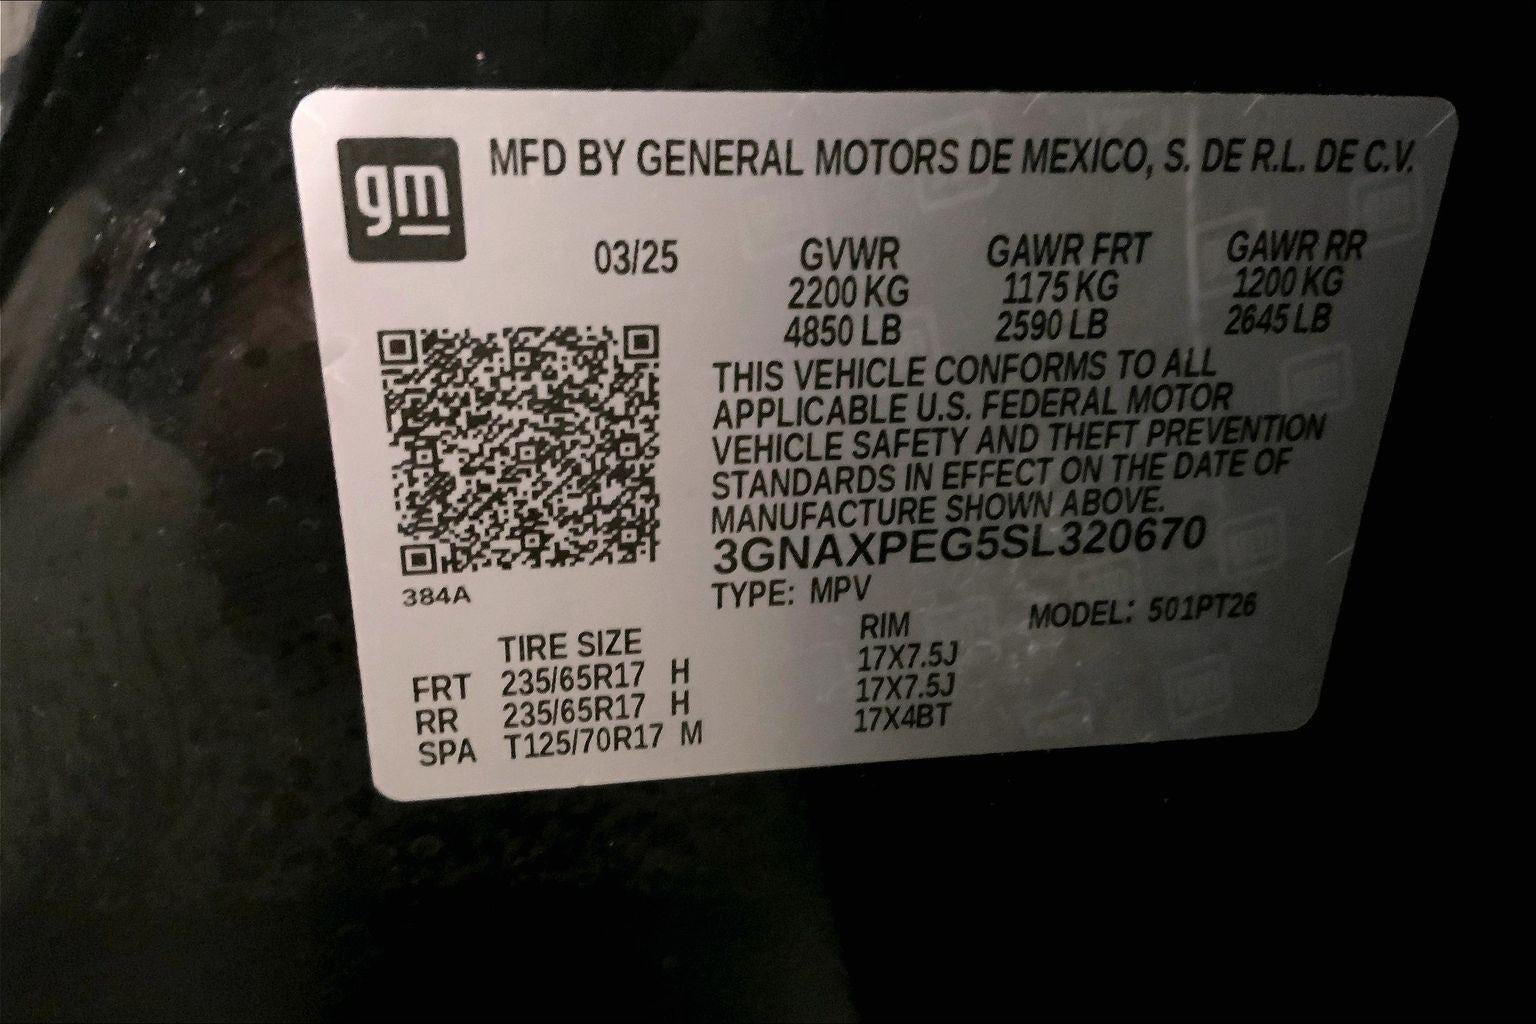 gm
MFD BY GENERAL MOTORS DE MEXICO, S. DE R.L. DE C.V.
03/25 GVWR GAWR FRT GAWR RR
2200 KG 1175 KG 1200 KG
4850 LB 2590 LB 2645 LB
THIS VEHICLE CONFORMS TO ALL
APPLICABLE U.S. FEDERAL MOTOR
VEHICLE SAFETY AND THEFT PREVENTION
STANDARDS IN EFFECT ON THE DATE OF
MANUFACTURE SHOWN ABOVE.
3GNAXPEG5SL320670
384A
TYPE: MPV MODEL: 501PT26
TIRE SIZE RIM
FRT 235/65R17 H 17X7.5J
RR 235/65R17 H 17X7.5J
SPA T125/70R17 M 17X4BT